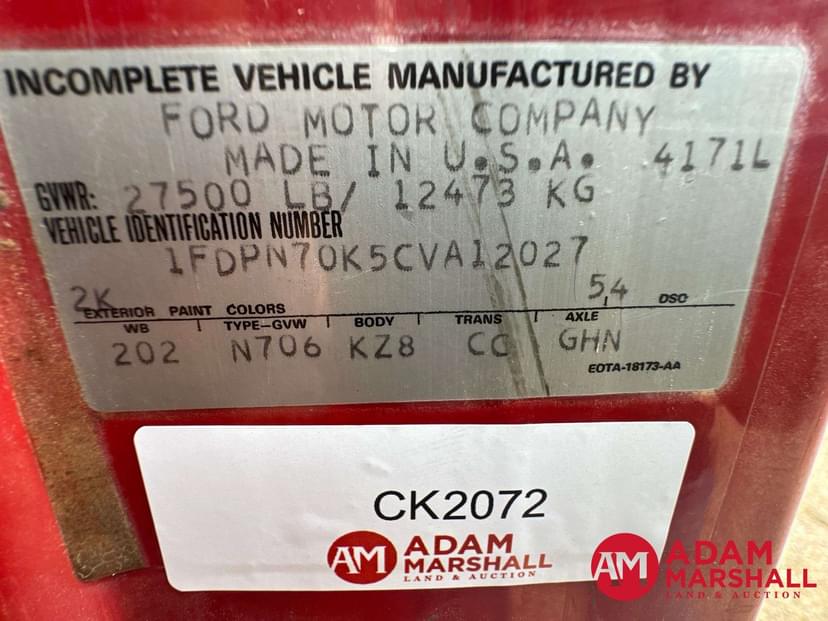 INCOMPLETE VEHICLE MANUFACTURED BY
FORD MOTOR COMPANY
MADE IN U.S.A. 4171L
GVWR: 27500 LB/ 12473 KG
VEHICLE IDENTIFICATION NUMBER
1FDPN70K5CVA12027
2K 54
EXTERIOR PAINT COLORS DSO
WB TYPE-GVW BODY TRANS AXLE
202 N706 KZ8 CC GHN
EOTA-18173-AA
CK2072
AM ADAM
MARSHALL
LAND & AUCTION
AM ADAM
MARSHALL
LAND & AUCTION